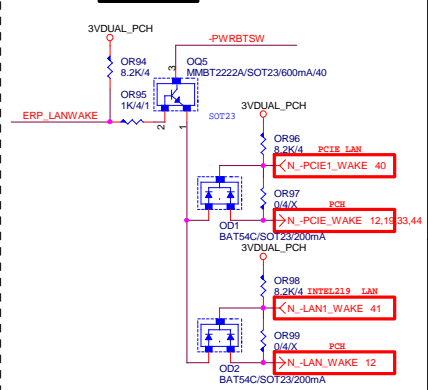 3VDUAL_PCH
-PWRBTSW
OR94
8.2K/4
OQ5
MMBT2222A/SOT23/600mA/40
3
OR95
1K/4/1
SOT23
ERP_LANWAKE
2
1
3VDUAL_PCH
OR96
8.2K/4
PCIE LAN
N_-PCIE1_WAKE 40
OR97
0/4/X
PCH
N_-PCIE_WAKE 12,19,33,44
OD1
BAT54C/SOT23/200mA
3VDUAL_PCH
OR98
8.2K/4
INTEL219 LAN
N_-LAN1_WAKE 41
OR99
0/4/X
PCH
N_-LAN_WAKE 12
OD2
BAT54C/SOT23/200mA